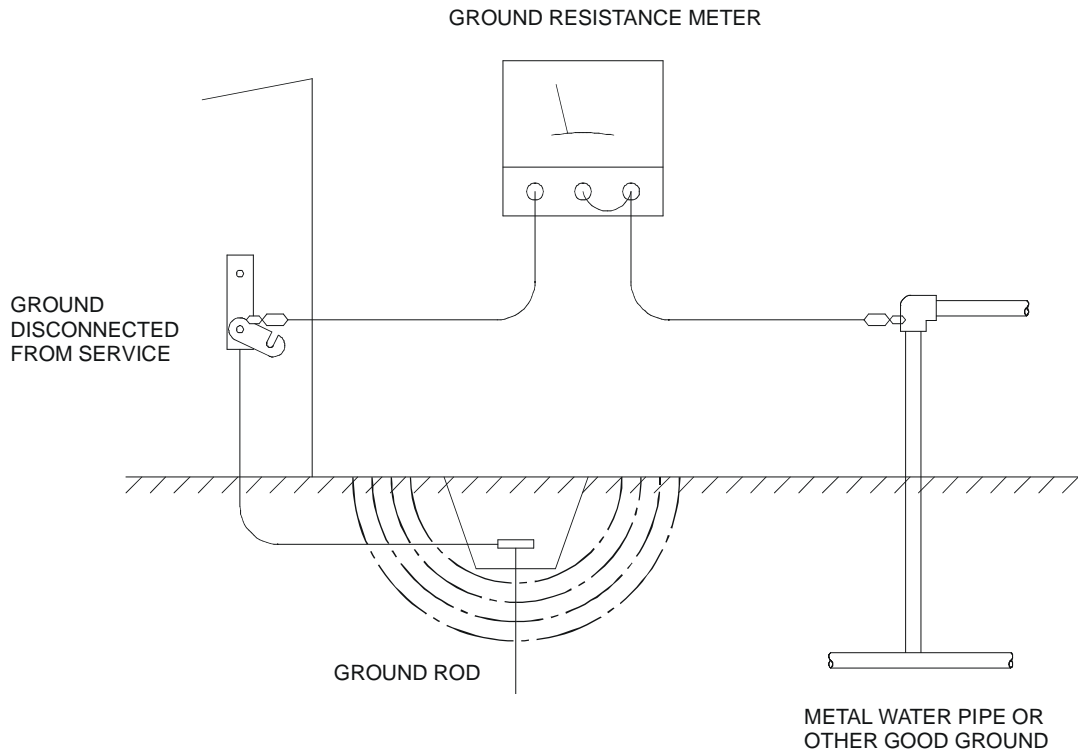 GROUND RESISTANCE METER
GROUND
DISCONNECTED
FROM SERVICE
GROUND ROD
METAL WATER PIPE OR
OTHER GOOD GROUND